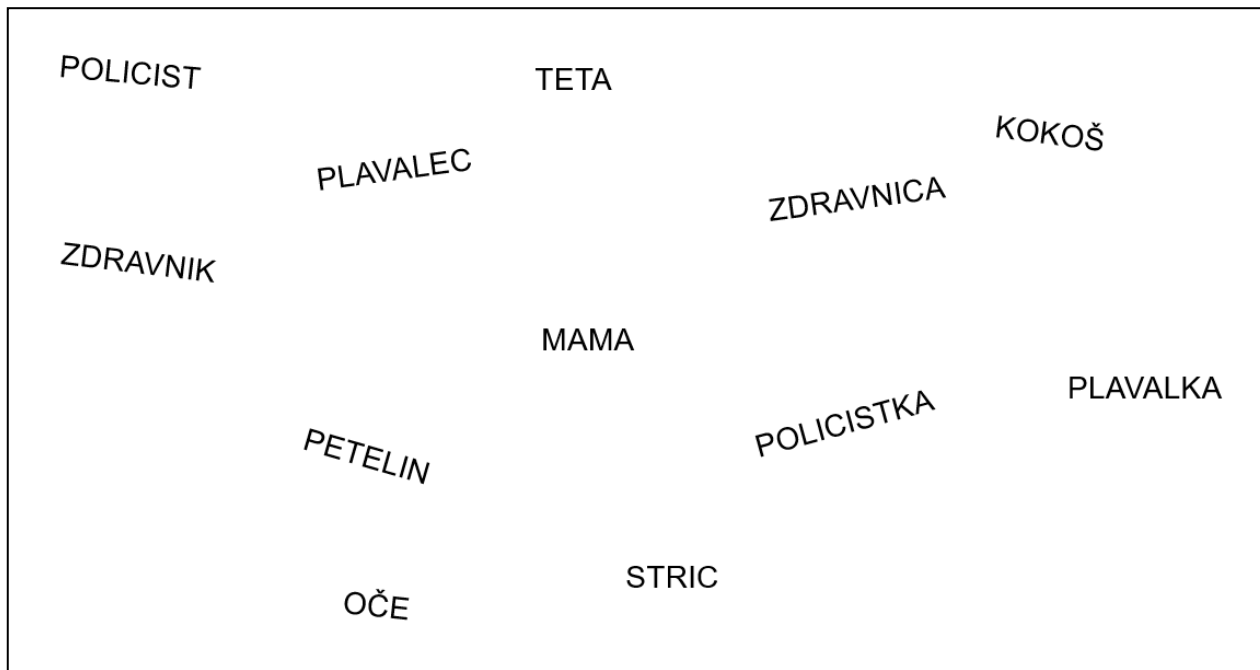 POLICIST
TETA
KOKOŠ
PLAVALEC
ZDRAVNICA
ZDRAVNIK
MAMA
PLAVALKA
POLICISTKA
PETELIN
STRIC
OČE